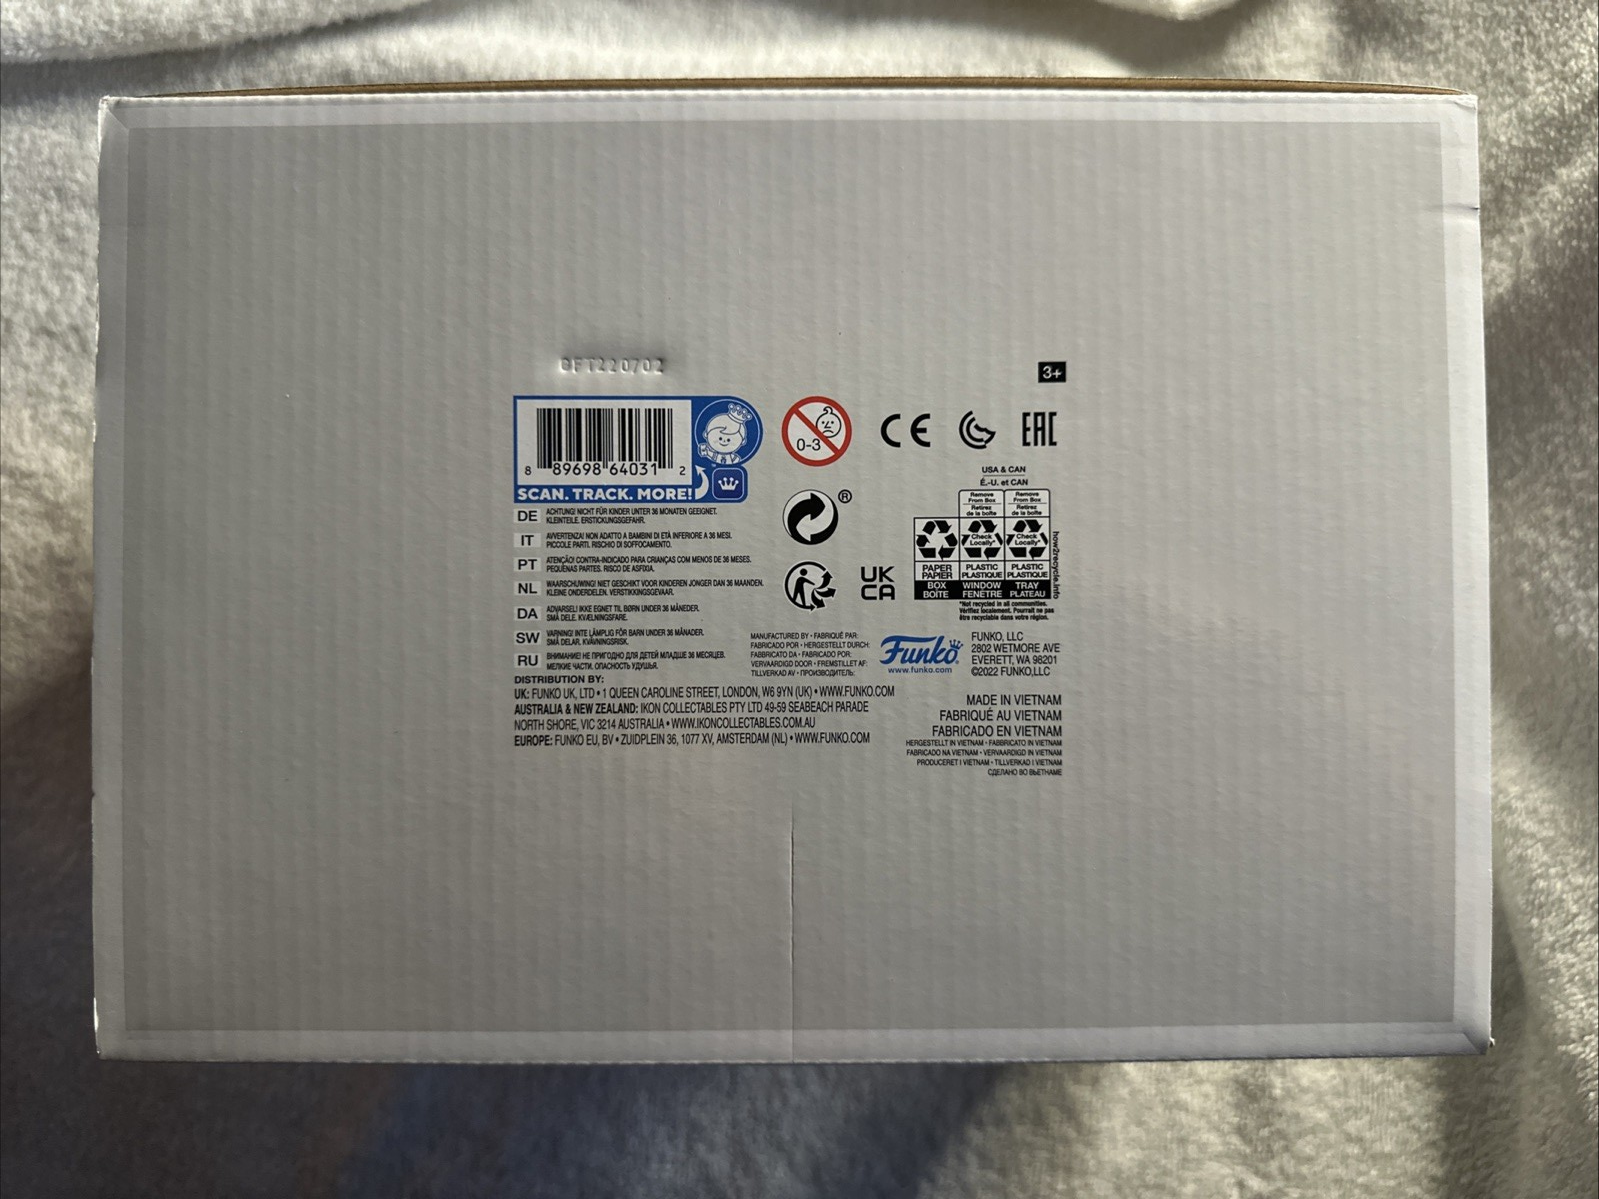 GFT220702
3+
8 89698 64031 2
SCAN. TRACK. MORE!
0-3
CE
EAC
USA & CAN
É.-U. et CAN
Remove From Box
Retirez de la boîte
Remove From Box
Retirez de la boîte
Check Locally*
Check Locally*
PAPER PAPIER
PLASTIC PLASTIQUE
PLASTIC PLASTIQUE
BOX BOÎTE
WINDOW FENÊTRE
TRAY PLATEAU
how2recycle.info
*Not recycled in all communities.
Vérifiez localement. Pourrait ne pas
être recyclable dans votre région.
®
UK
CA
DE ACHTUNG! NICHT FÜR KINDER UNTER 36 MONATEN GEEIGNET.
KLEINTEILE. ERSTICKUNGSGEFAHR.
IT AVVERTENZA! NON ADATTO A BAMBINI DI ETÀ INFERIORE A 36 MESI.
PICCOLE PARTI. RISCHIO DI SOFFOCAMENTO.
PT ATENÇÃO! CONTRA-INDICADO PARA CRIANÇAS COM MENOS DE 36 MESES.
PEQUENAS PARTES. RISCO DE ASFIXIA.
NL WAARSCHUWING! NIET GESCHIKT VOOR KINDEREN JONGER DAN 36 MAANDEN.
KLEINE ONDERDELEN. VERSTIKKINGSGEVAAR.
DA ADVARSEL! IKKE EGNET TIL BØRN UNDER 36 MÅNEDER.
SMÅ DELE. KVÆLNINGSFARE.
SW VARNING! INTE LÄMPLIG FÖR BARN UNDER 36 MÅNADER.
SMÅ DELAR. KVÄVNINGSRISK.
RU ВНИМАНИЕ! НЕ ПРИГОДНО ДЛЯ ДЕТЕЙ МЛАДШЕ 36 МЕСЯЦЕВ.
МЕЛКИЕ ЧАСТИ. ОПАСНОСТЬ УДУШЬЯ.
MANUFACTURED BY • FABRIQUÉ PAR:
FABRICADO POR • HERGESTELLT DURCH:
FABBRICATO DA • FABRICADO POR:
VERVAARDIGD DOOR • FREMSTILLET AF:
TILLVERKAD AV • ПРОИЗВОДИТЕЛЬ:
Funko
www.funko.com
FUNKO, LLC
2802 WETMORE AVE
EVERETT, WA 98201
©2022 FUNKO,LLC
DISTRIBUTION BY:
UK: FUNKO UK, LTD • 1 QUEEN CAROLINE STREET, LONDON, W6 9YN (UK) • WWW.FUNKO.COM
AUSTRALIA & NEW ZEALAND: IKON COLLECTABLES PTY LTD 49-59 SEABEACH PARADE
NORTH SHORE, VIC 3214 AUSTRALIA • WWW.IKONCOLLECTABLES.COM.AU
EUROPE: FUNKO EU, BV • ZUIDPLEIN 36, 1077 XV, AMSTERDAM (NL) • WWW.FUNKO.COM
MADE IN VIETNAM
FABRIQUÉ AU VIETNAM
FABRICADO EN VIETNAM
HERGESTELLT IN VIETNAM • FABBRICATO IN VIETNAM
FABRICADO NA VIETNAM • VERVAARDIGD IN VIETNAM
PRODUCERET I VIETNAM • TILLVERKAD I VIETNAM
СДЕЛАНО ВО ВЬЕТНАМЕ